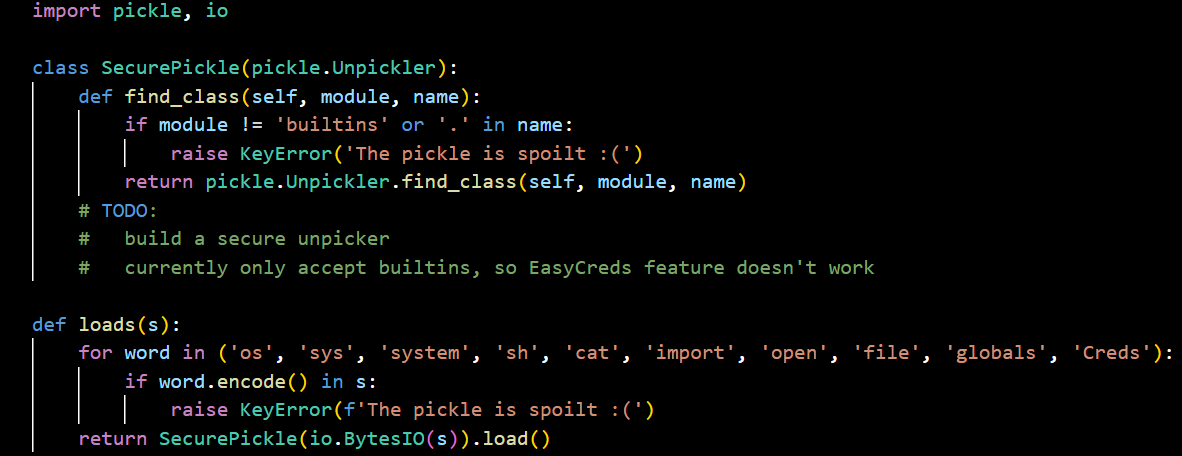 import pickle, io
class SecurePickle(pickle.Unpickler):
def find_class(self, module, name):
if module != 'builtins' or '.' in name:
raise KeyError('The pickle is spoilt :(')
return pickle.Unpickler.find_class(self, module, name)
# TODO:
#   build a secure unpicker
#   currently only accept builtins, so EasyCreds feature doesn't work
def loads(s):
for word in ('os', 'sys', 'system', 'sh', 'cat', 'import', 'open', 'file', 'globals', 'Creds'):
if word.encode() in s:
raise KeyError(f'The pickle is spoilt :(')
return SecurePickle(io.BytesIO(s)).load()